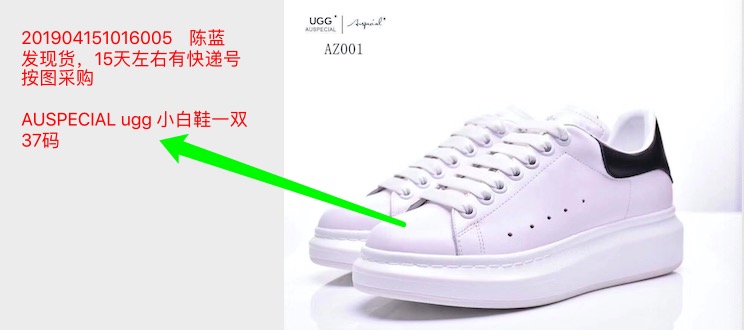 201904151016005 陈蓝
发现货，15天左右有快递号
按图采购
AUSPECIAL ugg 小白鞋一双
37码
UGG
AUSPECIAL
Auspecial
AZ001